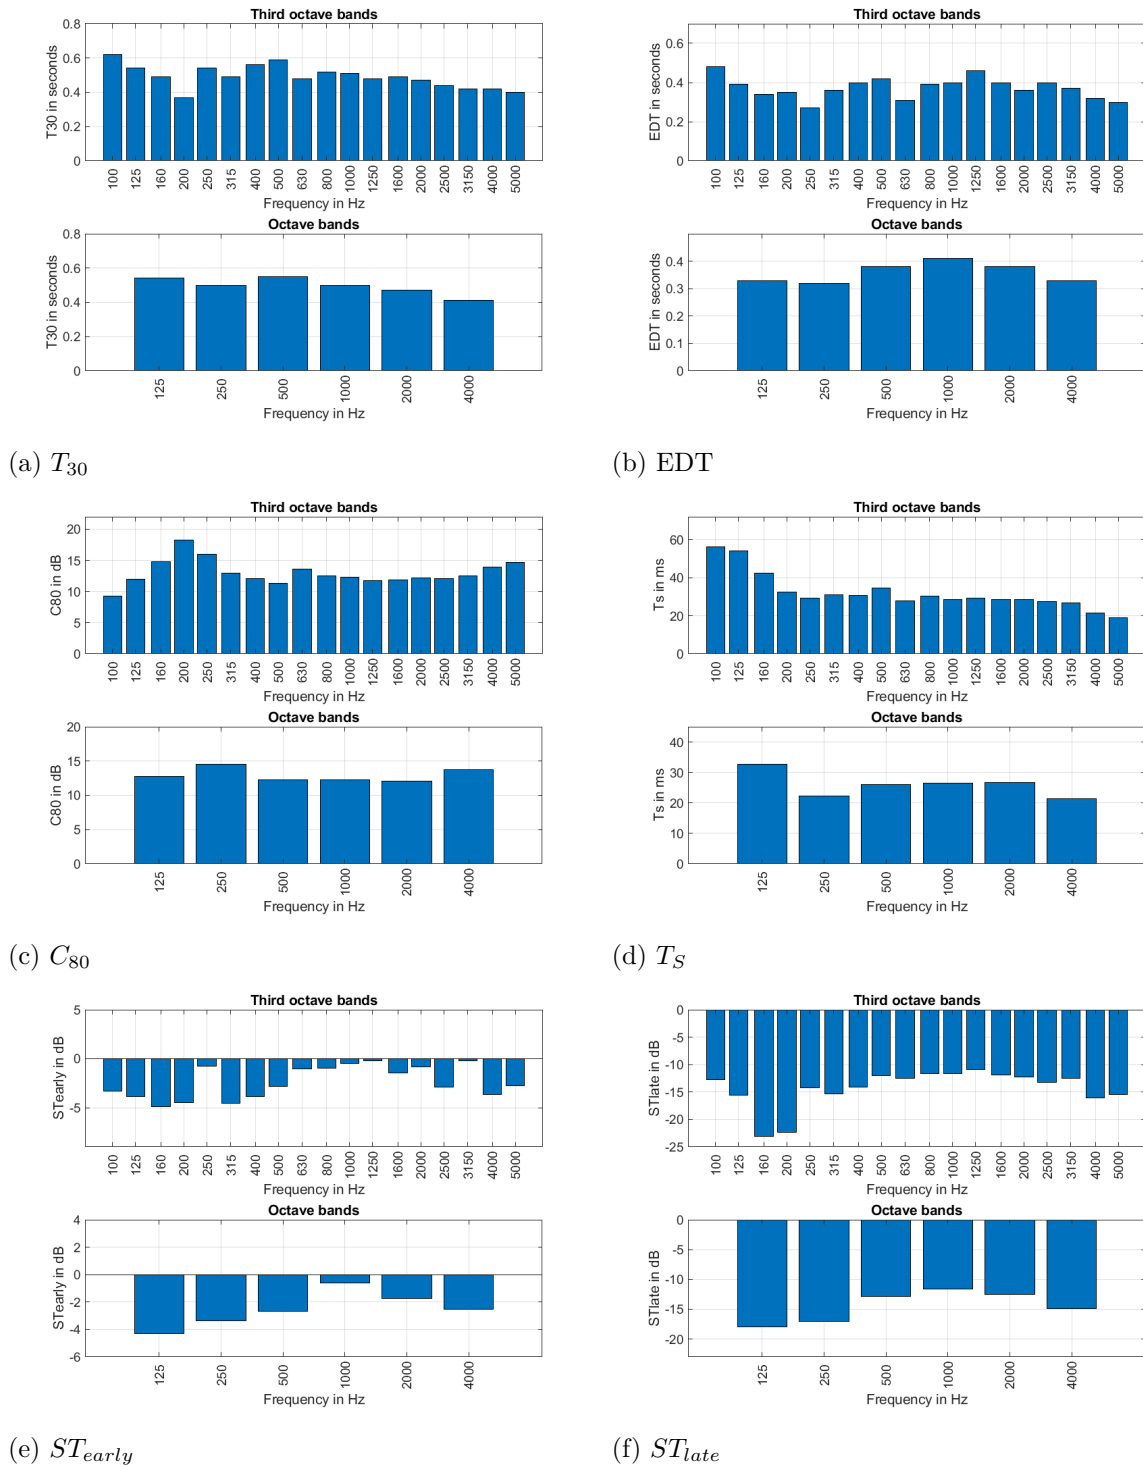 Third octave bands
T30 in seconds
0.8
0.6
0.4
0.2
0
100 125 160 200 250 315 400 500 630 800 1000 1250 1600 2000 2500 3150 4000 5000
Frequency in Hz
Octave bands
T30 in seconds
0.8
0.6
0.4
0.2
0
125 250 500 1000 2000 4000
Frequency in Hz
(a) T30
Third octave bands
EDT in seconds
0.6
0.4
0.2
0
100 125 160 200 250 315 400 500 630 800 1000 1250 1600 2000 2500 3150 4000 5000
Frequency in Hz
Octave bands
EDT in seconds
0.4
0.3
0.2
0.1
0
125 250 500 1000 2000 4000
Frequency in Hz
(b) EDT
Third octave bands
C80 in dB
20
15
10
5
0
100 125 160 200 250 315 400 500 630 800 1000 1250 1600 2000 2500 3150 4000 5000
Frequency in Hz
Octave bands
C80 in dB
20
15
10
5
0
125 250 500 1000 2000 4000
Frequency in Hz
(c) C80
Third octave bands
Ts in ms
60
40
20
0
100 125 160 200 250 315 400 500 630 800 1000 1250 1600 2000 2500 3150 4000 5000
Frequency in Hz
Octave bands
Ts in ms
40
30
20
10
0
125 250 500 1000 2000 4000
Frequency in Hz
(d) TS
Third octave bands
STearly in dB
5
0
-5
100 125 160 200 250 315 400 500 630 800 1000 1250 1600 2000 2500 3150 4000 5000
Frequency in Hz
Octave bands
STearly in dB
4
2
0
-2
-4
-6
125 250 500 1000 2000 4000
Frequency in Hz
(e) STearly
Third octave bands
STlate in dB
0
-5
-10
-15
-20
-25
100 125 160 200 250 315 400 500 630 800 1000 1250 1600 2000 2500 3150 4000 5000
Frequency in Hz
Octave bands
STlate in dB
0
-5
-10
-15
-20
125 250 500 1000 2000 4000
Frequency in Hz
(f) STlate